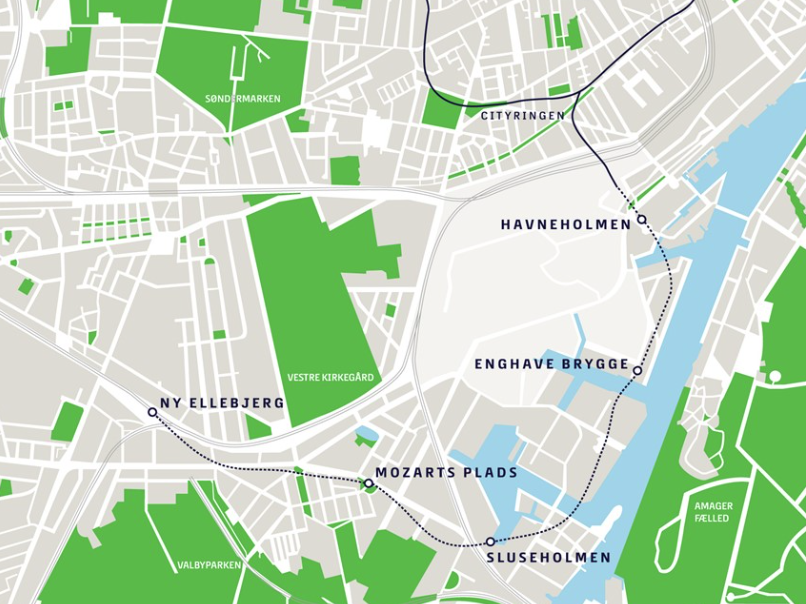 SØNDERMARKEN
CITYRINGEN
HAVNEHOLMEN
ENGHAVE BRYGGE
VESTRE KIRKEGÅRD
NY ELLEBJERG
MOZARTS PLADS
AMAGER
FÆLLED
SLUSEHOLMEN
VALBYPARKEN